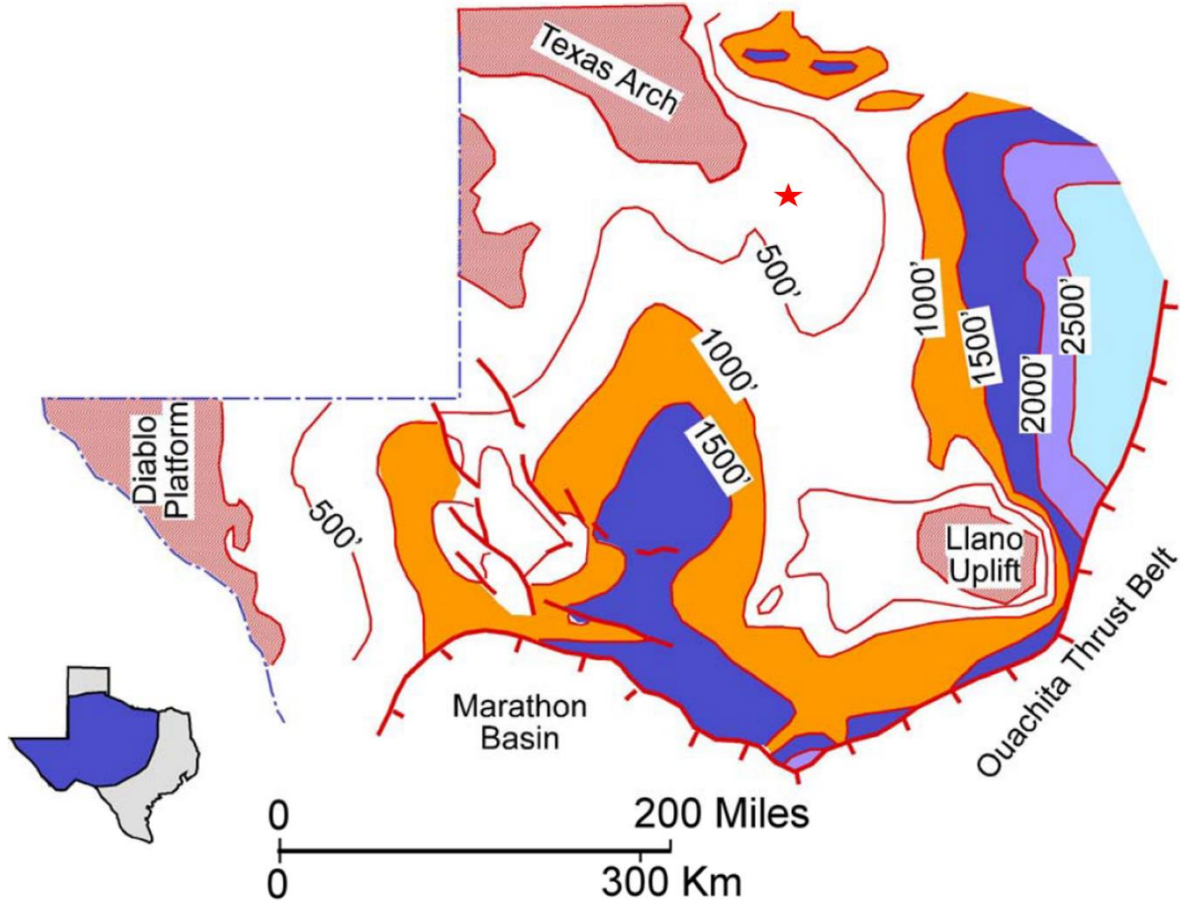 Texas Arch
500’
1000’
1500’
2500’
2000’
1000’
1500’
Diablo
Platform
500’
Llano
Uplift
Ouachita Thrust Belt
Marathon
Basin
0
200 Miles
0
300 Km